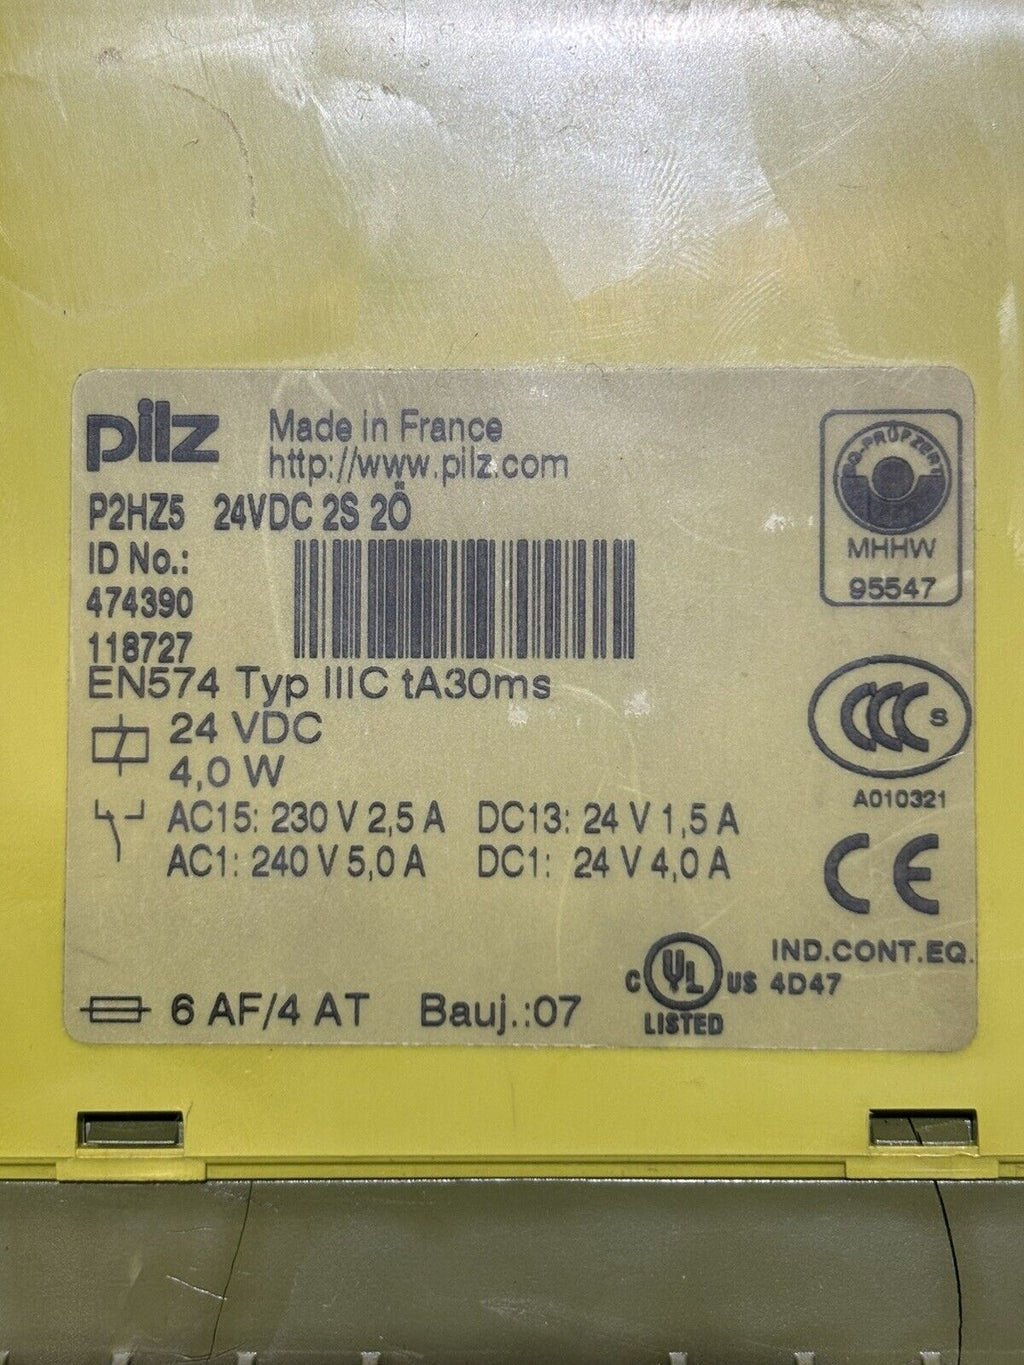 pilz
Made in France
http://www.pilz.com
P2HZ5 24VDC 2S 2Ö
ID No.:
474390
118727
EN574 Typ IIIC tA30ms
24 VDC
4,0 W
AC15: 230 V 2,5 A DC13: 24 V 1,5 A
AC1: 240 V 5,0 A DC1: 24 V 4,0 A
6 AF/4 AT Bauj.:07
BG-PRÜFZERT
MHHW
95547
CCC S
A010321
CE
C UL US
LISTED
IND.CONT.EQ.
4D47